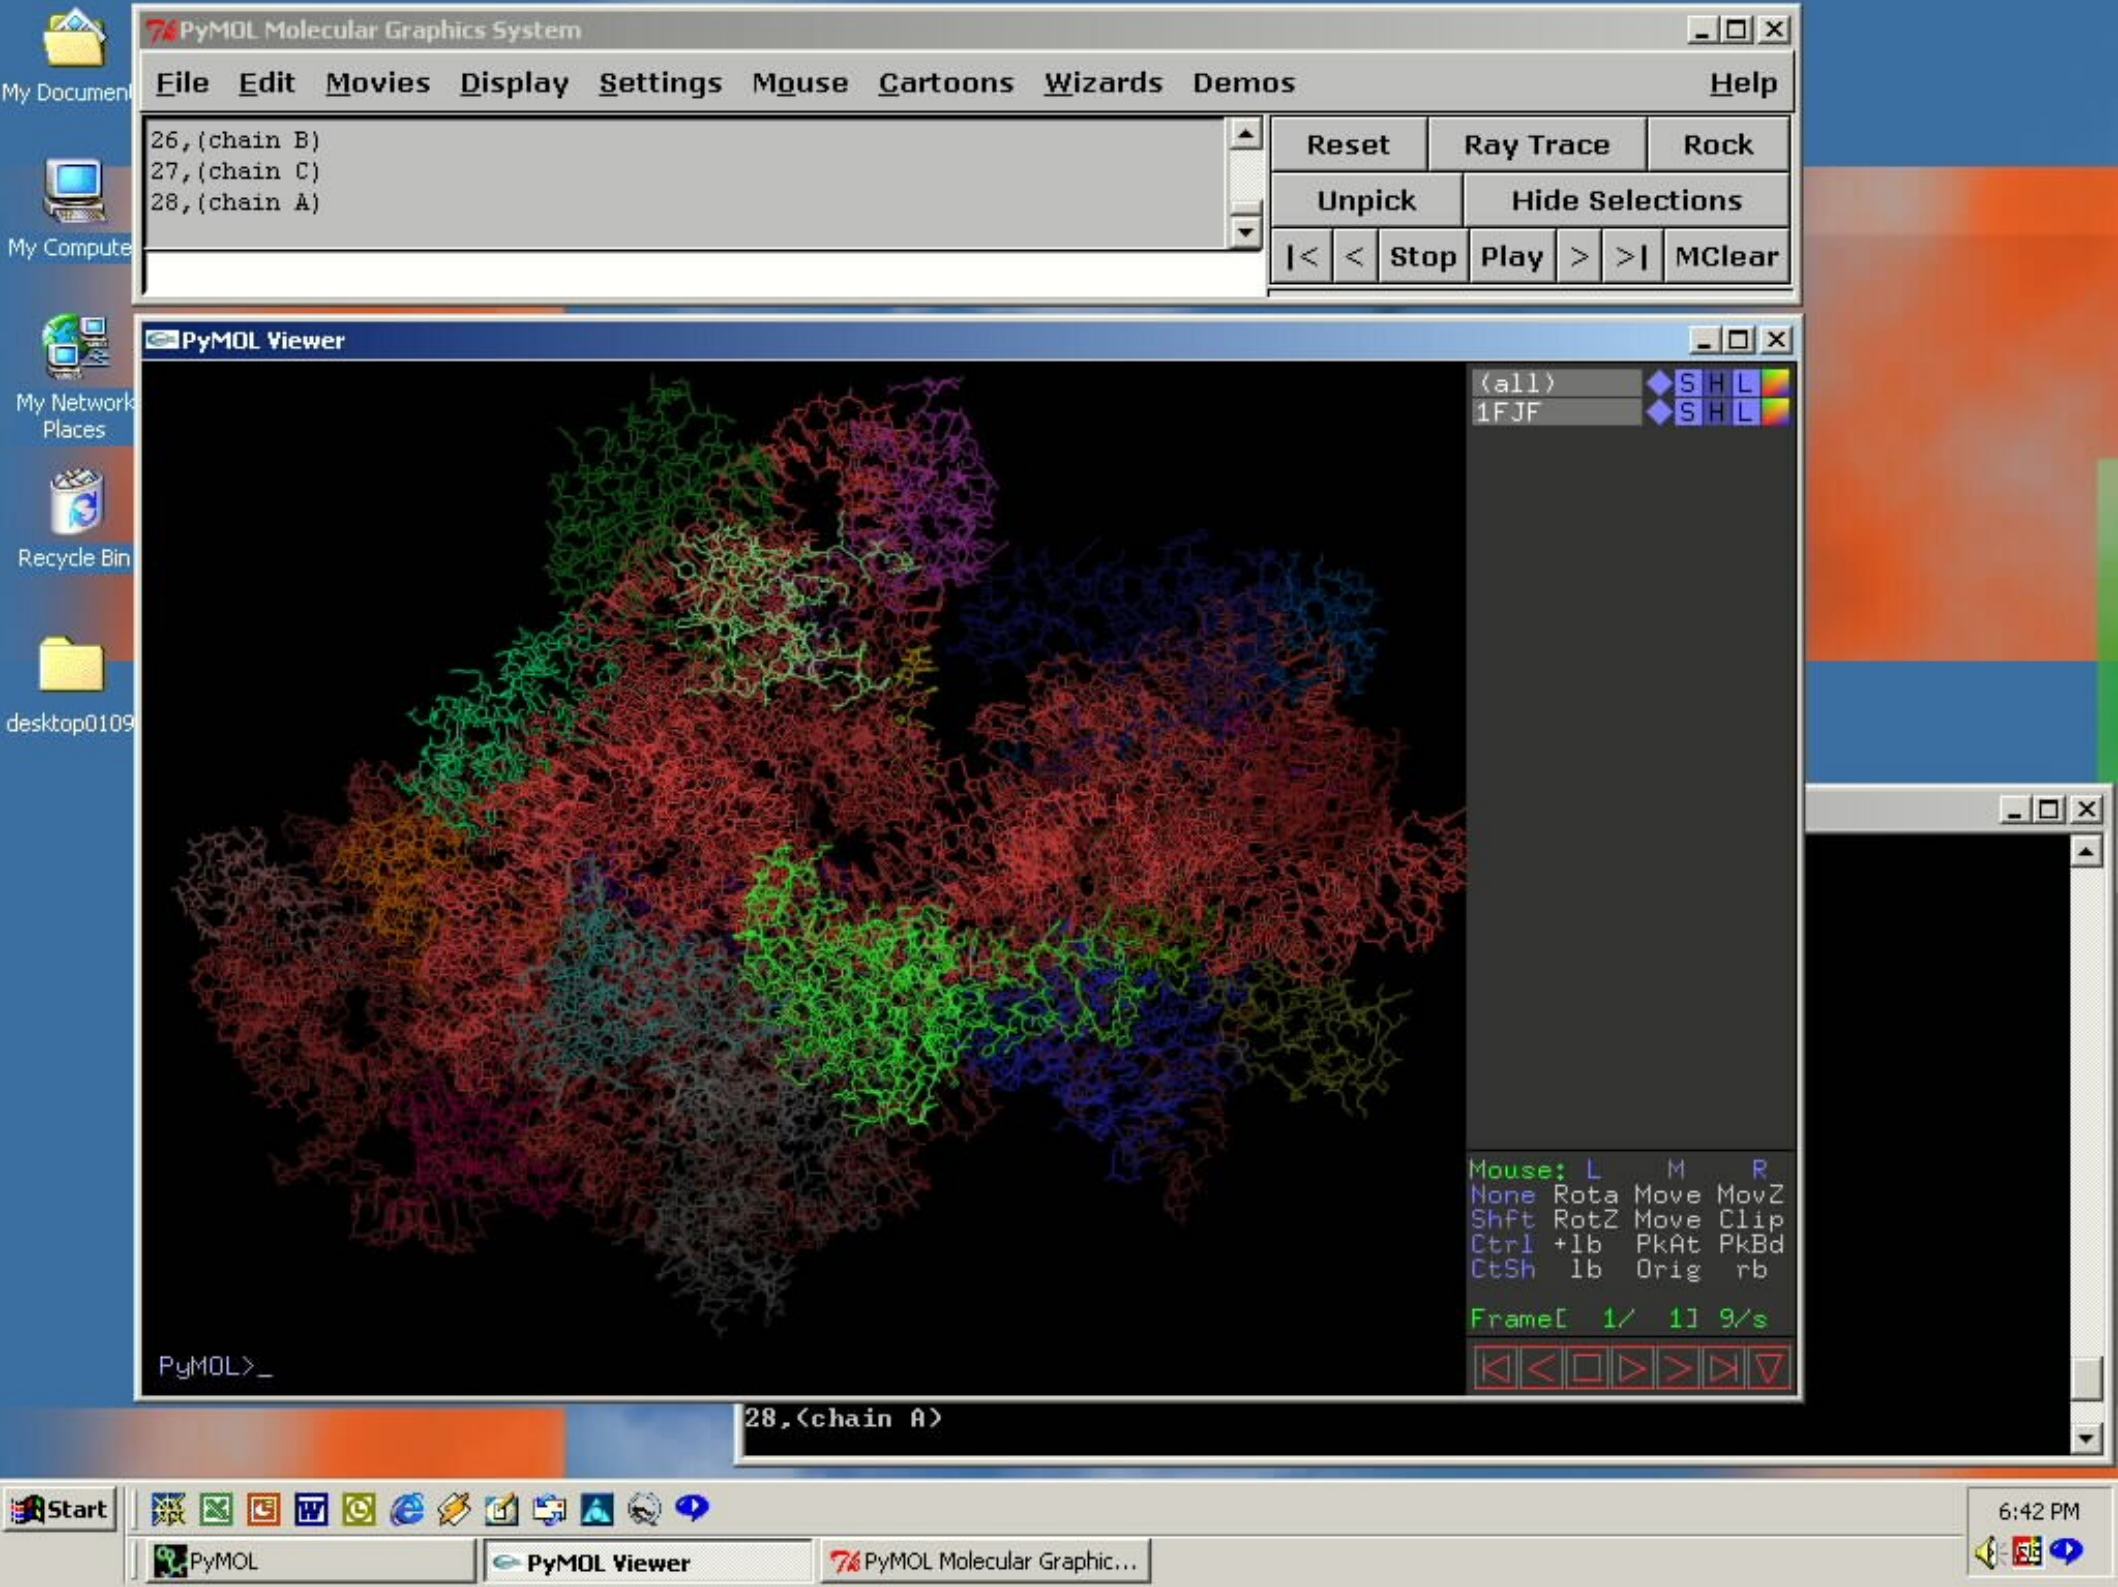 My Document
My Compute
My Network
Places
Recycle Bin
desktop0109
PyMOL Molecular Graphics System
File Edit Movies Display Settings Mouse Cartoons Wizards Demos Help
26,(chain B)
27,(chain C)
28,(chain A)
Reset Ray Trace Rock
Unpick Hide Selections
|< < Stop Play > >| MClear
PyMOL Viewer
(all) S H L
1FJF S H L
Mouse: L M R
None Rota Move MovZ
Shft RotZ Move Clip
Ctrl +lb PkAt PkBd
CtSh lb Orig rb
Frame[ 1/ 1] 9/s
PyMOL>_
28,(chain A)
Start
6:42 PM
PyMOL
PyMOL Viewer
PyMOL Molecular Graphic...